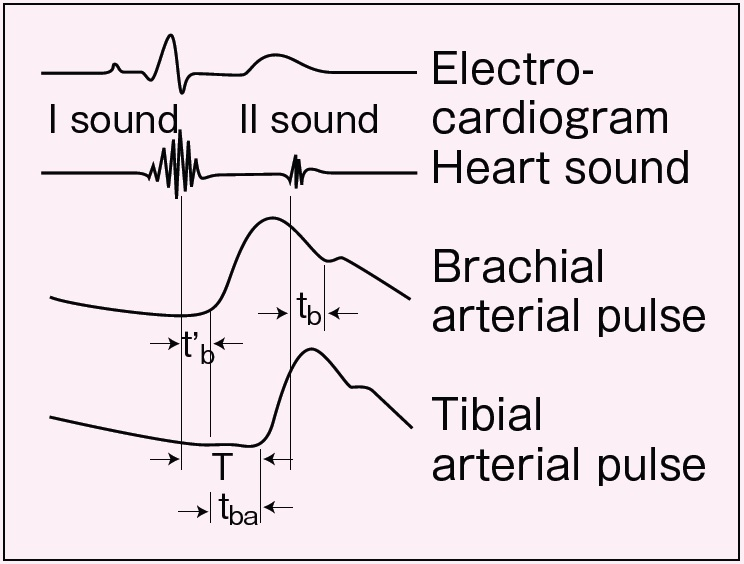 Electro-
cardiogram
I sound
II sound
Heart sound
Brachial
arterial pulse
tb
t’b
Tibial
arterial pulse
T
tba